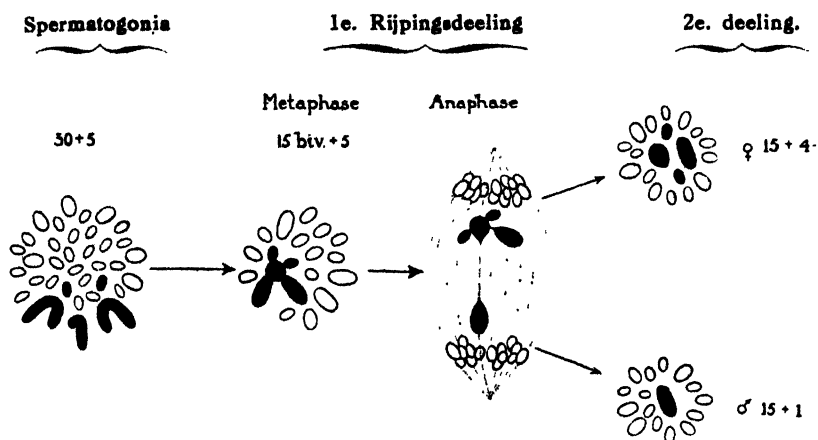 Spermatogonia
1e. Rijpingsdeeling
2e. deeling.
Metaphase
Anaphase
30+5
15 biv. +5
♀ 15 + 4
♂ 15 + 1